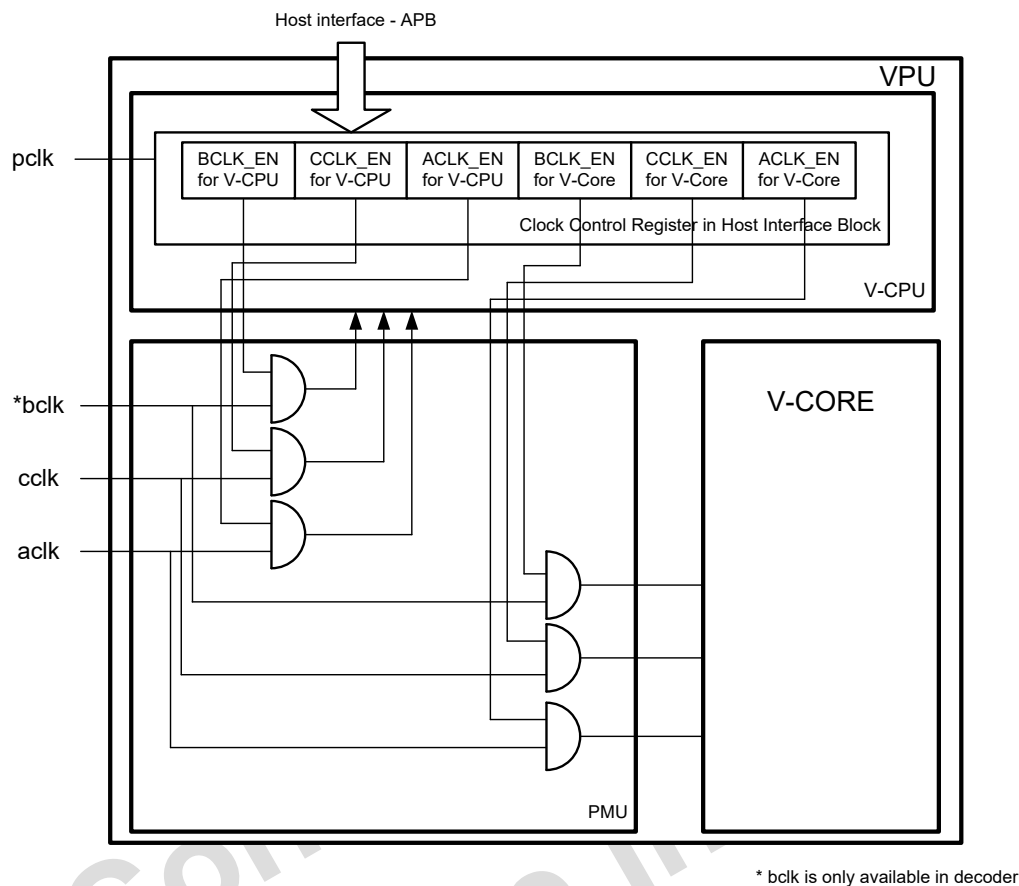 Host interface - APB
VPU
pclk
BCLK_EN
for V-CPU
CCLK_EN
for V-CPU
ACLK_EN
for V-CPU
BCLK_EN
for V-Core
CCLK_EN
for V-Core
ACLK_EN
for V-Core
Clock Control Register in Host Interface Block
V-CPU
*bclk
cclk
aclk
V-CORE
PMU
* bclk is only available in decoder